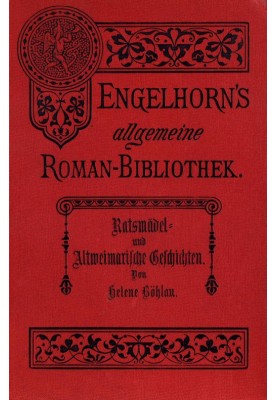 ENGELHORN'S
allgemeine
ROMAN-BIBLIOTHEK.
Ratsmädel-
und
Altweimarische Geschichten.
Von
Helene Böhlau.